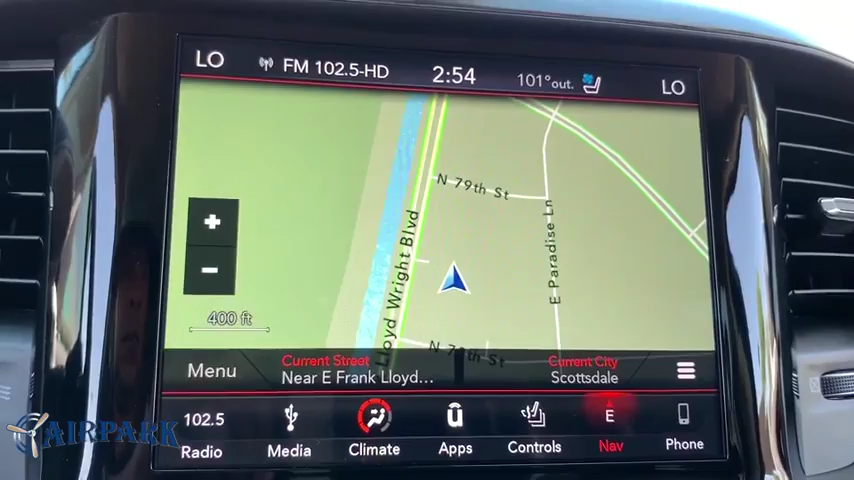 LO
FM 102.5-HD
2:54
101°out.
LO
N 79th St
Lloyd Wright Blvd
E Paradise Ln
400 ft
N 78th St
Menu
Current Street
Near E Frank Lloyd...
Current City
Scottsdale
102.5
Radio
Media
Climate
Apps
Controls
E
Nav
Phone
AIRPARK